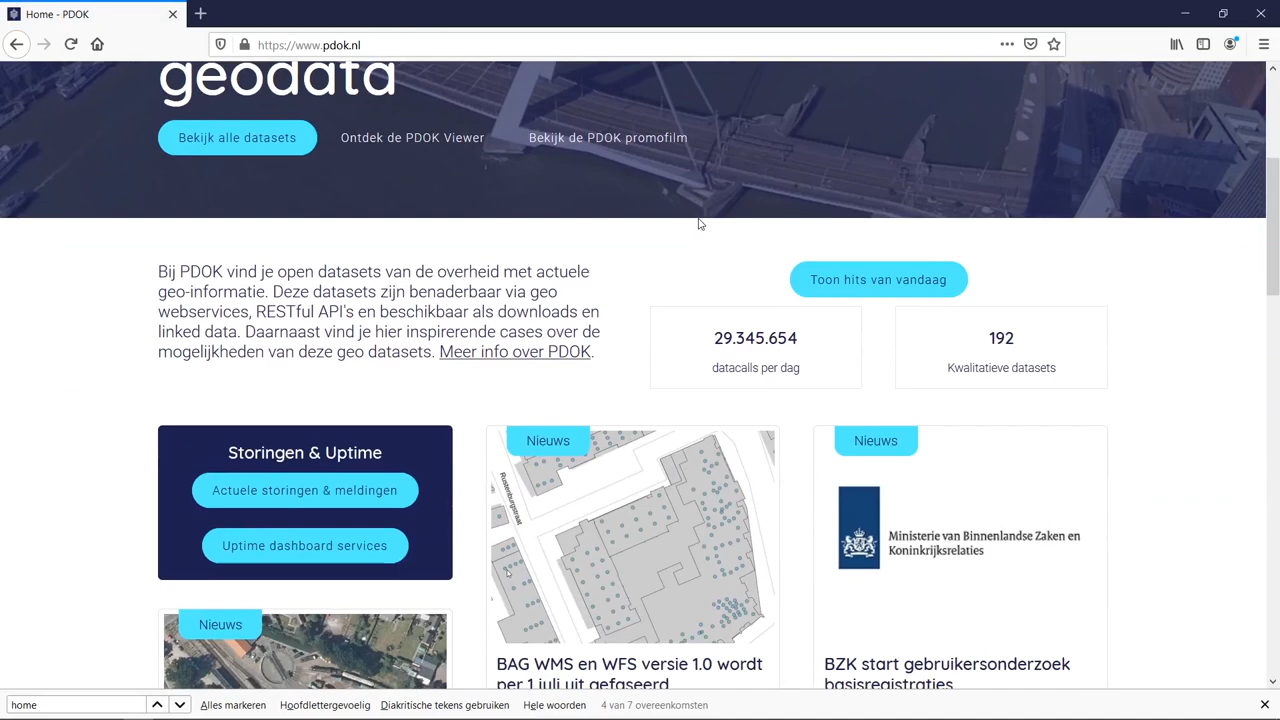 Home - PDOK
https://www.pdok.nl
geodata
Bekijk alle datasets
Ontdek de PDOK Viewer
Bekijk de PDOK promofilm
Bij PDOK vind je open datasets van de overheid met actuele
geo-informatie. Deze datasets zijn benaderbaar via geo
webservices, RESTful API's en beschikbaar als downloads en
linked data. Daarnaast vind je hier inspirerende cases over de
mogelijkheden van deze geo datasets. Meer info over PDOK.
Toon hits van vandaag
29.345.654
datacalls per dag
192
Kwalitatieve datasets
Storingen & Uptime
Actuele storingen & meldingen
Uptime dashboard services
Nieuws
Rustenburgstraat
BAG WMS en WFS versie 1.0 wordt
per 1 juli uit gefaseerd
Nieuws
Ministerie van Binnenlandse Zaken en
Koninkrijksrelaties
BZK start gebruikersonderzoek
basisregistraties
Nieuws
home
Alles markeren
Hoofdlettergevoelig
Diakritische tekens gebruiken
Hele woorden
4 van 7 overeenkomsten